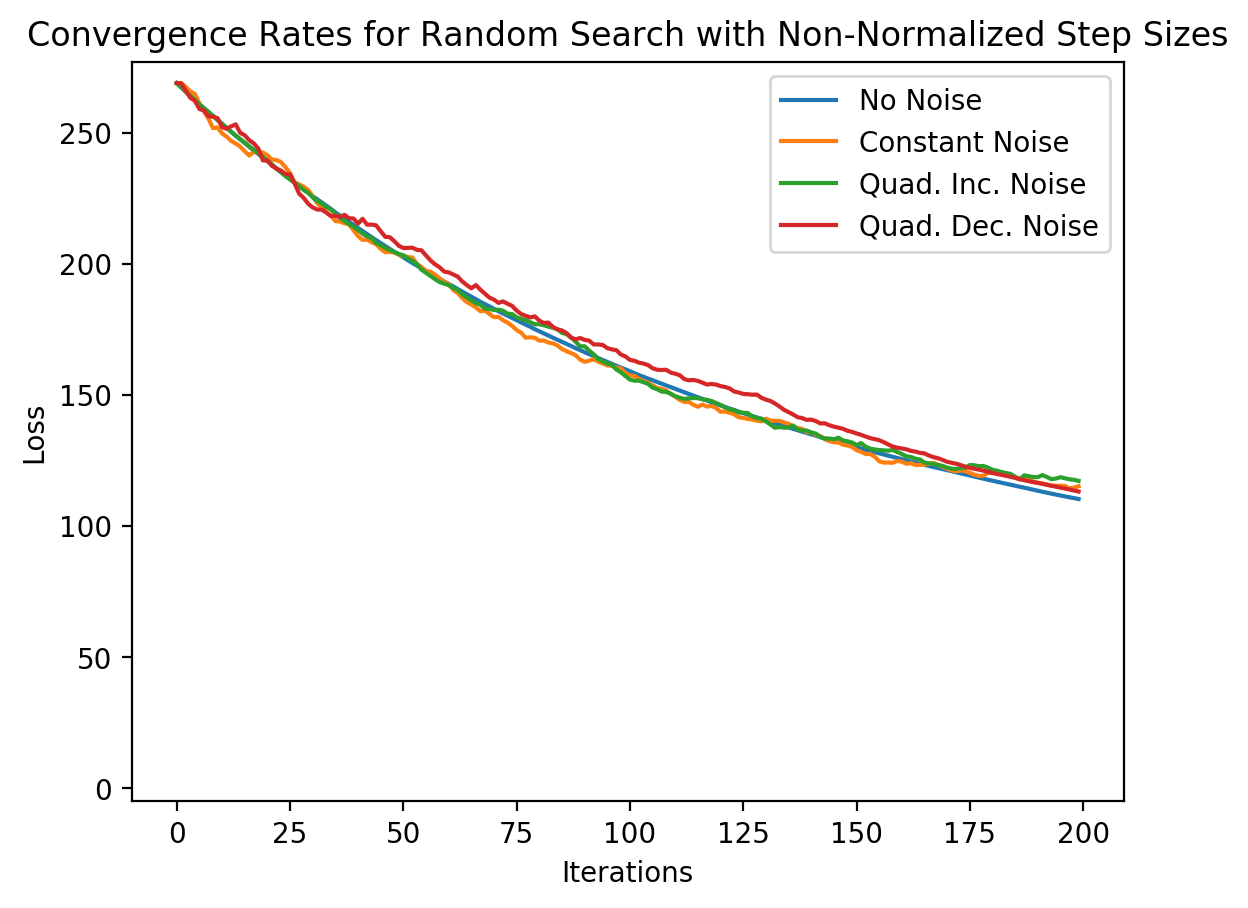 Convergence Rates for Random Search with Non-Normalized Step Sizes
No Noise
Constant Noise
Quad. Inc. Noise
Quad. Dec. Noise
Loss
250
200
150
100
50
0
0 25 50 75 100 125 150 175 200
Iterations